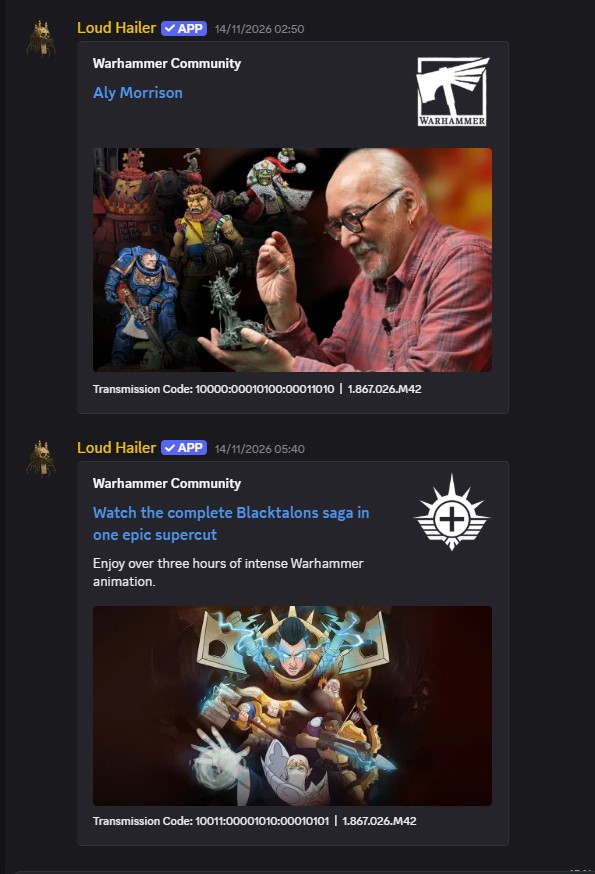 Loud Hailer ✓ APP 14/11/2026 02:50
Warhammer Community
Aly Morrison
WARHAMMER
Transmission Code: 10000:00010100:00011010 | 1.867.026.M42
Loud Hailer ✓ APP 14/11/2026 05:40
Warhammer Community
Watch the complete Blacktalons saga in
one epic supercut
Enjoy over three hours of intense Warhammer
animation.
Transmission Code: 10011:00001010:00010101 | 1.867.026.M42